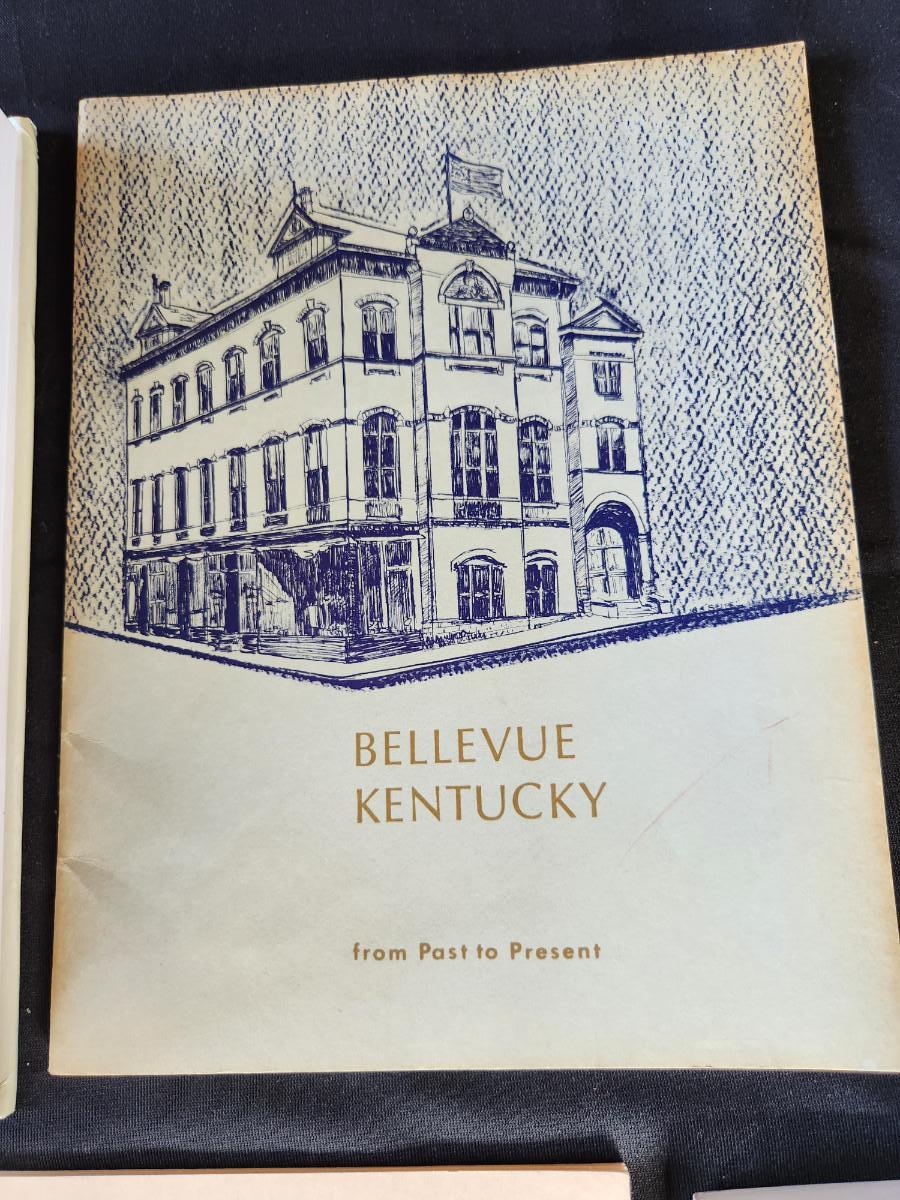 BELLEVUE
KENTUCKY
from Past to Present